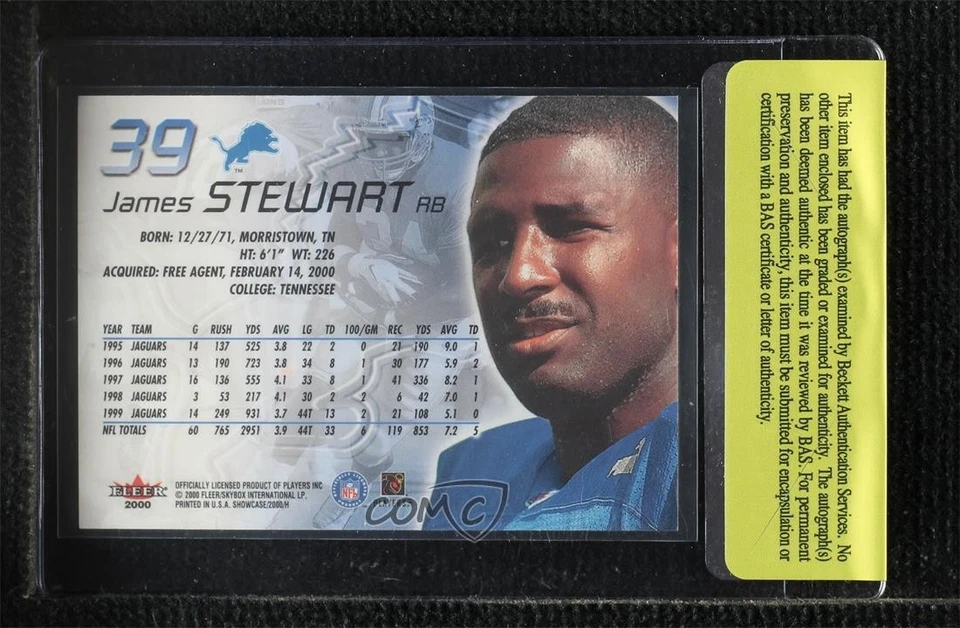 39
James STEWART RB
BORN: 12/27/71, MORRISTOWN, TN
HT: 6'1" WT: 226
ACQUIRED: FREE AGENT, FEBRUARY 14, 2000
COLLEGE: TENNESSEE
YEAR TEAM G RUSH YDS AVG LG TD 100/GM REC YDS AVG TD
1995 JAGUARS 14 137 525 3.8 22 2 0 21 190 9.0 1
1996 JAGUARS 13 190 723 3.8 34 8 1 30 177 5.9 2
1997 JAGUARS 16 136 555 4.1 33 8 1 41 336 8.2 1
1998 JAGUARS 3 53 217 4.1 30 2 2 6 42 7.0 1
1999 JAGUARS 14 249 931 3.7 44T 13 2 21 108 5.1 0
NFL TOTALS 60 765 2951 3.9 44T 33 6 119 853 7.2 5
FLEER
2000
OFFICIALLY LICENSED PRODUCT OF PLAYERS INC
© 2000 FLEER/SKYBOX INTERNATIONAL LP.
PRINTED IN U.S.A. SHOWCASE/2000/H
NFL
COMC
This item has had the autograph(s) examined by Beckett Authentication Services. No
other item enclosed has been graded or examined for authenticity. The autograph(s)
has been deemed authentic at the time it was reviewed by BAS. For permanent
preservation and authenticity, this item must be submitted for encapsulation or
certification with a BAS certificate or letter of authenticity.